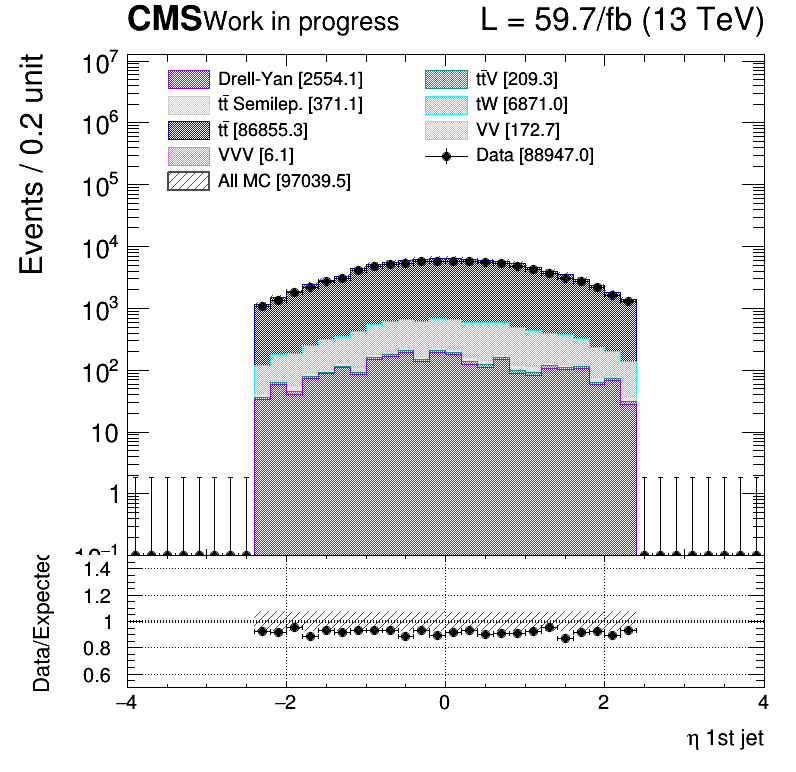 CMS Work in progress L = 59.7/fb (13 TeV)
Events / 0.2 unit
10⁷
10⁶
10⁵
10⁴
10³
10²
10
1
10⁻¹
Drell-Yan [2554.1]
tt̄ Semilep. [371.1]
tt̄ [86855.3]
VVV [6.1]
All MC [97039.5]
tt̄V [209.3]
tW [6871.0]
VV [172.7]
Data [88947.0]
Data/Expected
1.4
1.2
1
0.8
0.6
−4 −2 0 2 4
η 1st jet